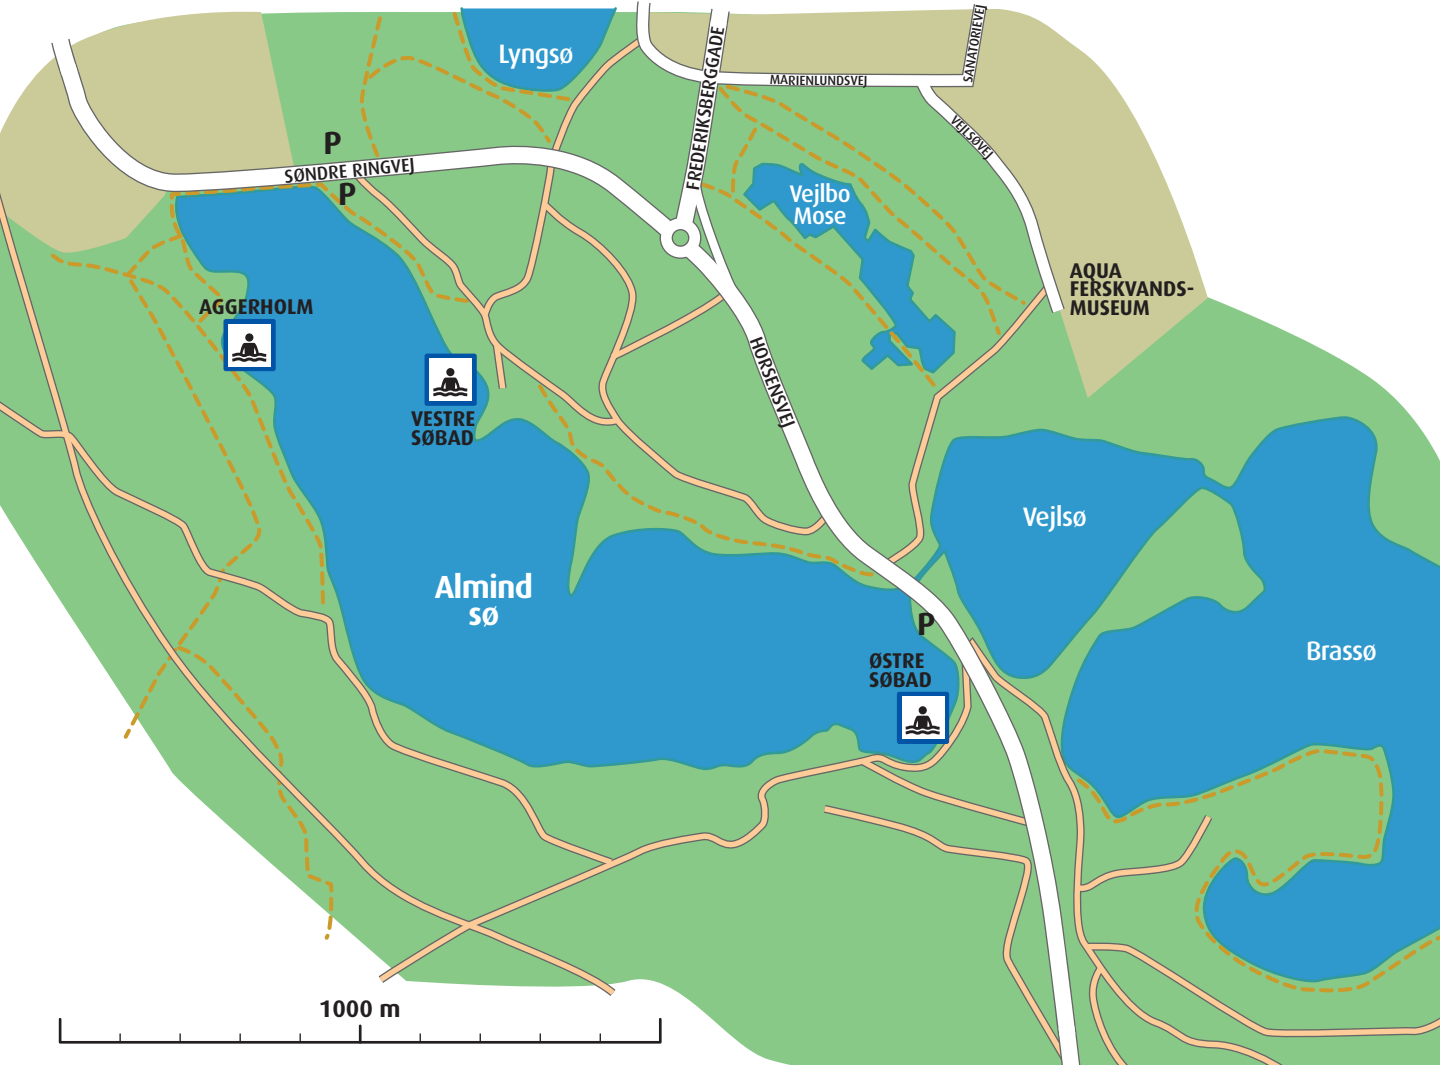 Lyngsø
FREDERIKSBERGGADE
MARIENLUNDSVEJ
SANATORIEVEJ
VEJLSØVEJ
P
SØNDRE RINGVEJ
P
Vejlbo
Mose
AQUA
FERSKVANDS-
MUSEUM
AGGERHOLM
VESTRE
SØBAD
HORSENSVEJ
Vejlsø
Almind
sø
P
Brassø
ØSTRE
SØBAD
1000 m